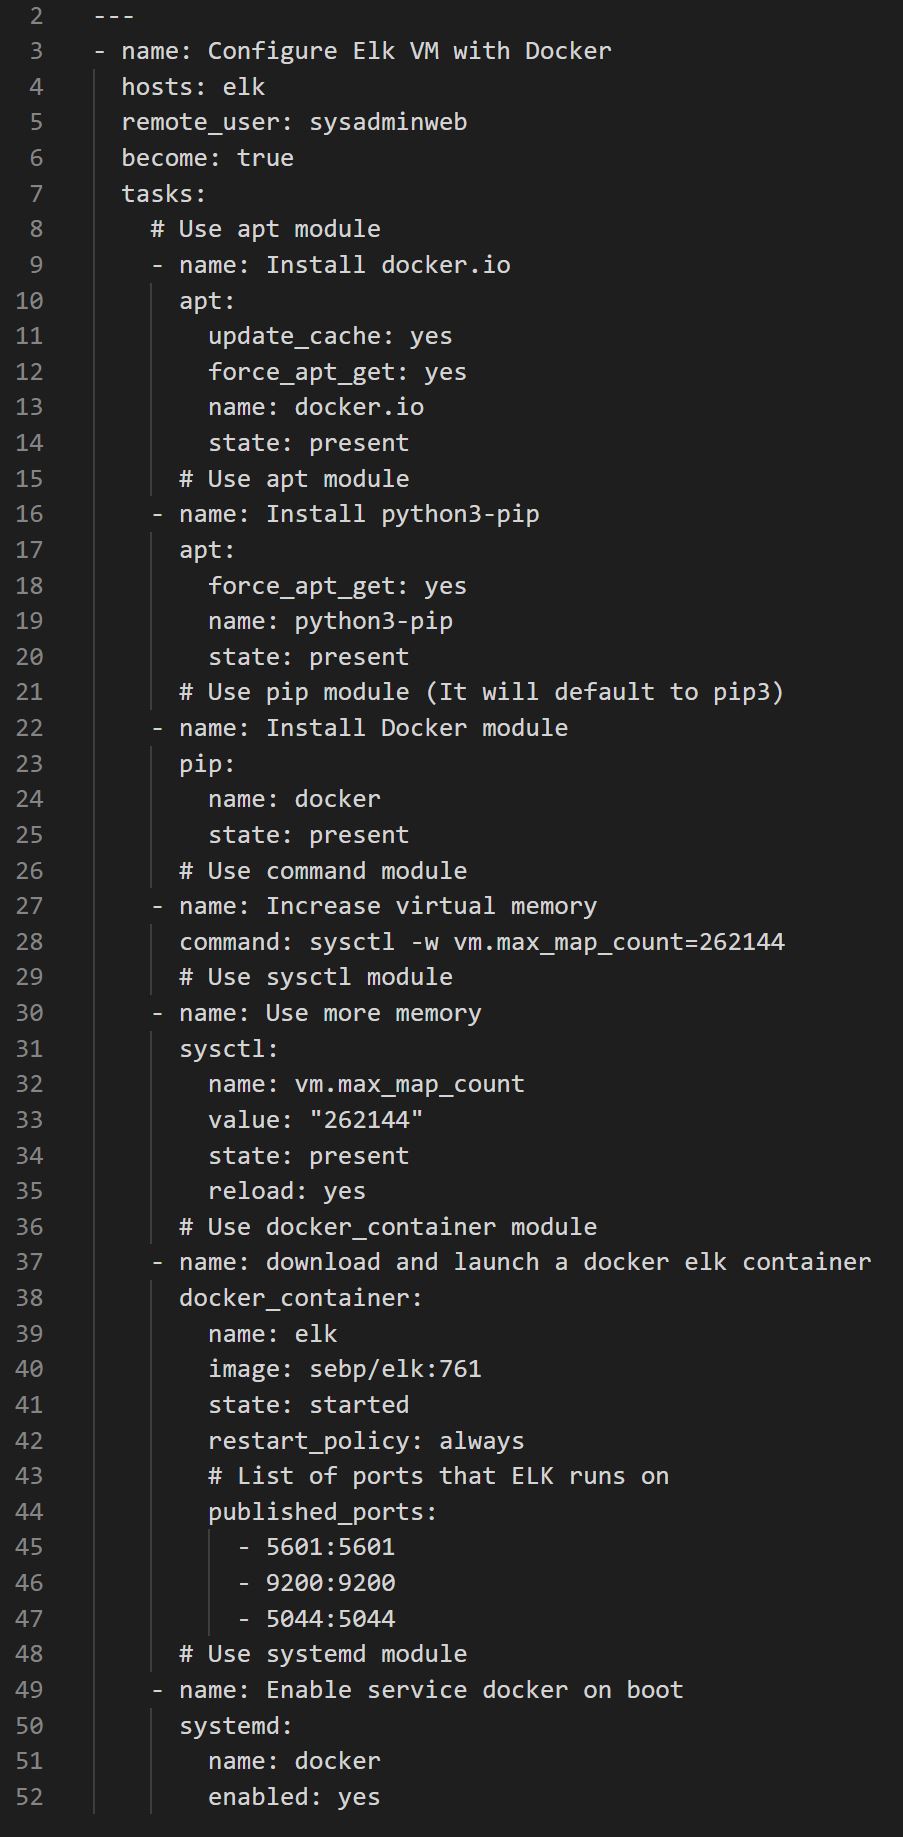 2 ---
3 - name: Configure Elk VM with Docker
4   hosts: elk
5   remote_user: sysadminweb
6   become: true
7   tasks:
8     # Use apt module
9     - name: Install docker.io
10       apt:
11         update_cache: yes
12         force_apt_get: yes
13         name: docker.io
14         state: present
15       # Use apt module
16     - name: Install python3-pip
17       apt:
18         force_apt_get: yes
19         name: python3-pip
20         state: present
21       # Use pip module (It will default to pip3)
22     - name: Install Docker module
23       pip:
24         name: docker
25         state: present
26       # Use command module
27     - name: Increase virtual memory
28       command: sysctl -w vm.max_map_count=262144
29       # Use sysctl module
30     - name: Use more memory
31       sysctl:
32         name: vm.max_map_count
33         value: "262144"
34         state: present
35         reload: yes
36       # Use docker_container module
37     - name: download and launch a docker elk container
38       docker_container:
39         name: elk
40         image: sebp/elk:761
41         state: started
42         restart_policy: always
43         # List of ports that ELK runs on
44         published_ports:
45           - 5601:5601
46           - 9200:9200
47           - 5044:5044
48       # Use systemd module
49     - name: Enable service docker on boot
50       systemd:
51         name: docker
52         enabled: yes